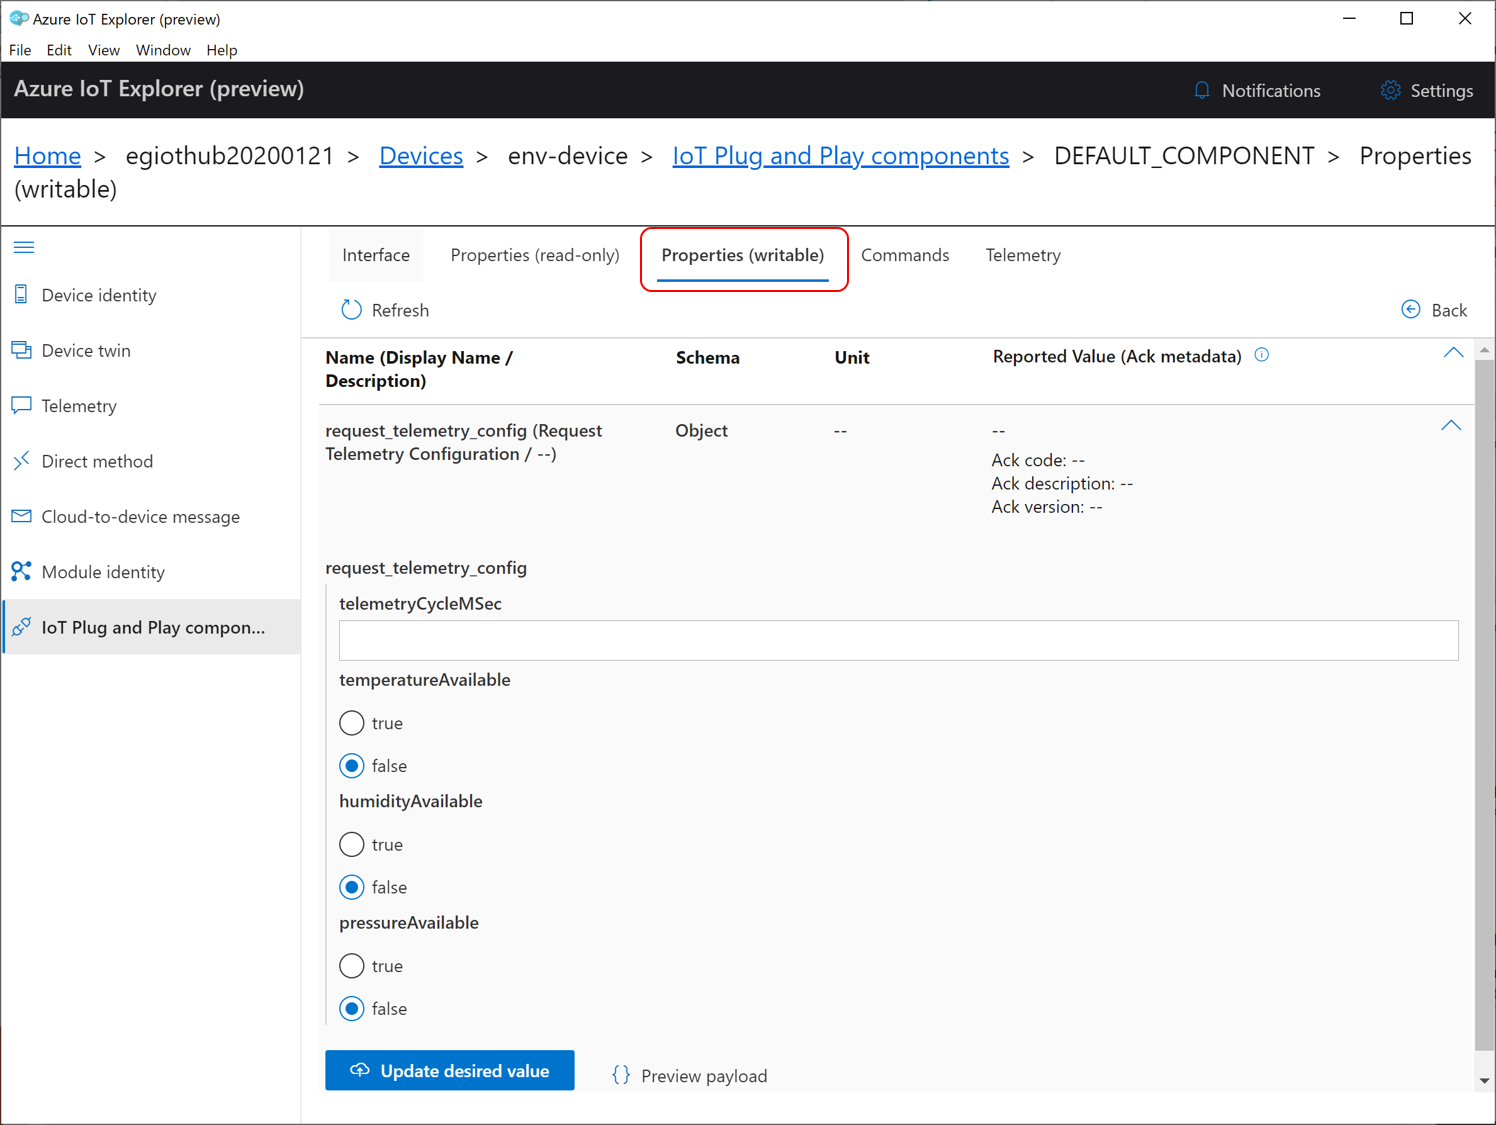 Azure IoT Explorer (preview)
File Edit View Window Help
Azure IoT Explorer (preview)
Notifications
Settings
Home > egiothub20200121 > Devices > env-device > IoT Plug and Play components > DEFAULT_COMPONENT > Properties
(writable)
Device identity
Device twin
Telemetry
Direct method
Cloud-to-device message
Module identity
IoT Plug and Play compon...
Interface Properties (read-only) Properties (writable) Commands Telemetry
Refresh
Back
Name (Display Name /
Description)
Schema
Unit
Reported Value (Ack metadata)
request_telemetry_config (Request
Telemetry Configuration / --)
Object
--
--
Ack code: --
Ack description: --
Ack version: --
request_telemetry_config
telemetryCycleMSec
temperatureAvailable
true
false
humidityAvailable
true
false
pressureAvailable
true
false
Update desired value
{} Preview payload